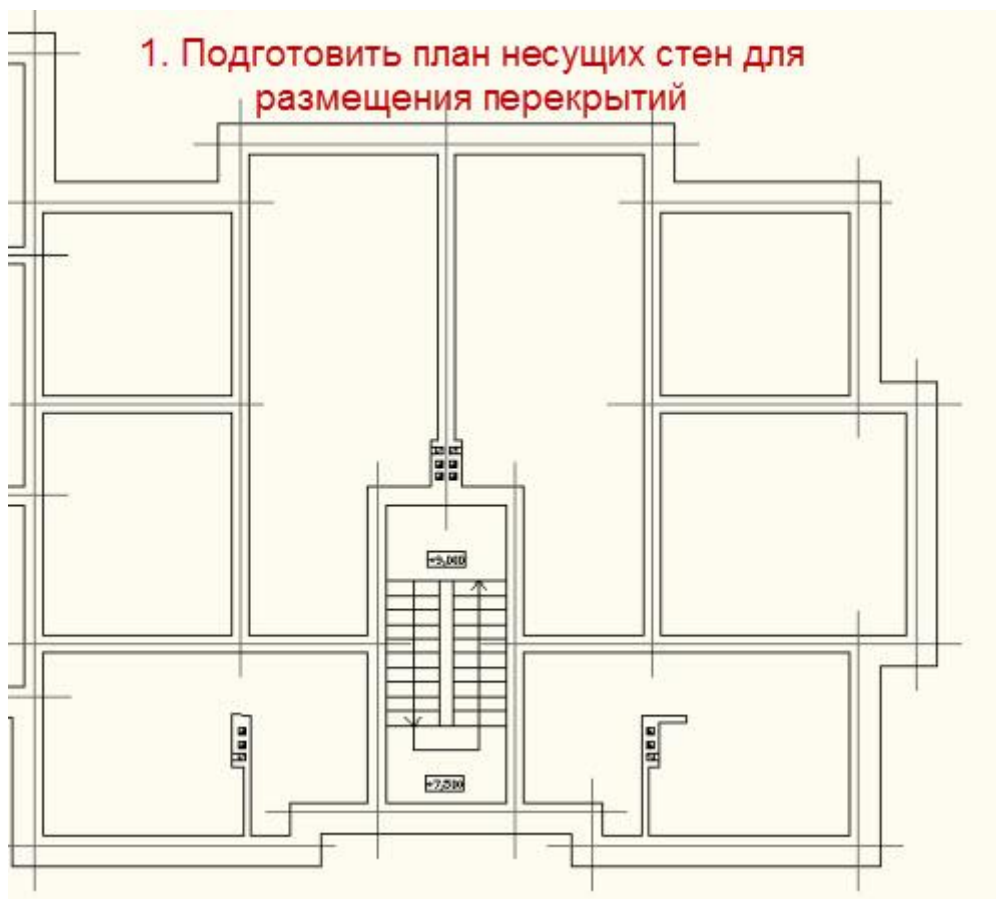 1. Подготовить план несущих стен для
размещения перекрытий
+9,000
+7,500